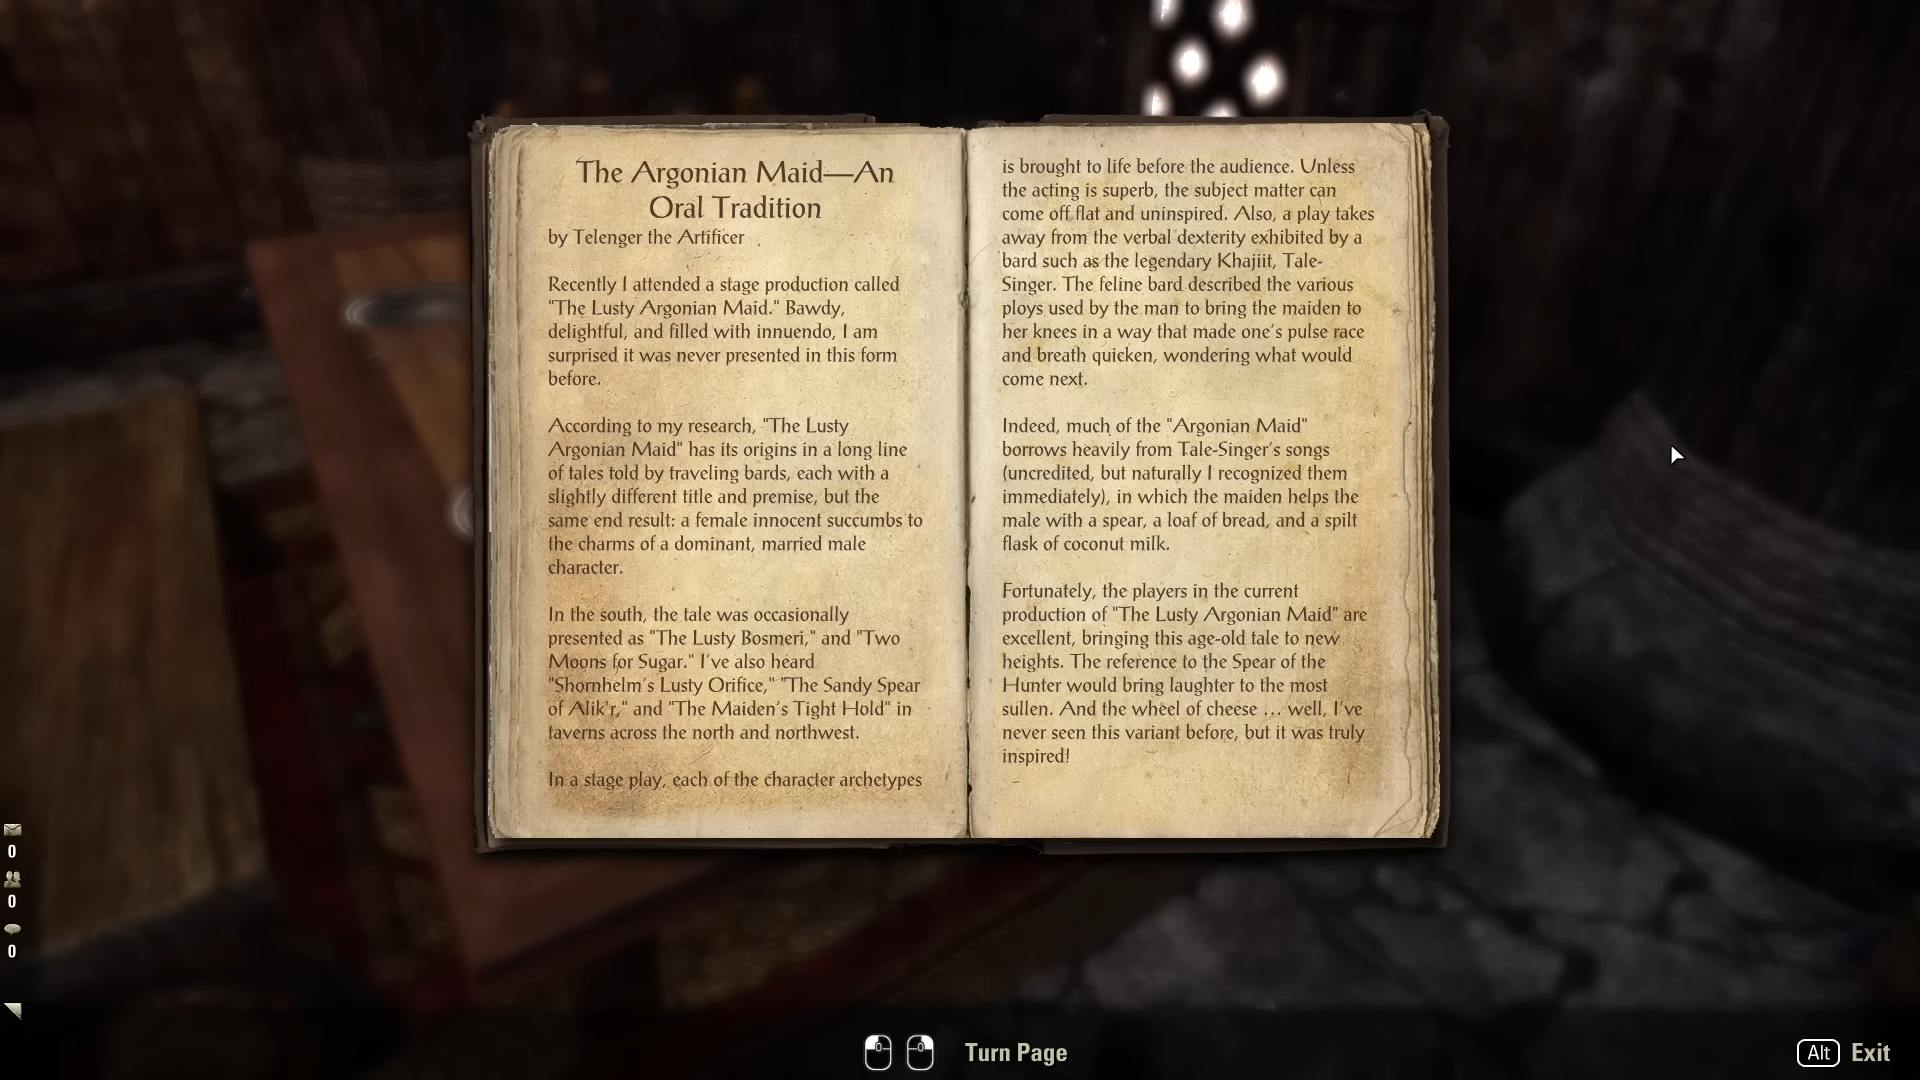 The Argonian Maid—An
Oral Tradition
by Telenger the Artificer
Recently I attended a stage production called
"The Lusty Argonian Maid." Bawdy,
delightful, and filled with innuendo, I am
surprised it was never presented in this form
before.
According to my research, "The Lusty
Argonian Maid" has its origins in a long line
of tales told by traveling bards, each with a
slightly different title and premise, but the
same end result: a female innocent succumbs to
the charms of a dominant, married male
character.
In the south, the tale was occasionally
presented as "The Lusty Bosmeri," and "Two
Moons for Sugar." I've also heard
"Shornhelm's Lusty Orifice," "The Sandy Spear
of Alik'r," and "The Maiden's Tight Hold" in
taverns across the north and northwest.
In a stage play, each of the character archetypes
is brought to life before the audience. Unless
the acting is superb, the subject matter can
come off flat and uninspired. Also, a play takes
away from the verbal dexterity exhibited by a
bard such as the legendary Khajiit, Tale-
Singer. The feline bard described the various
ploys used by the man to bring the maiden to
her knees in a way that made one's pulse race
and breath quicken, wondering what would
come next.
Indeed, much of the "Argonian Maid"
borrows heavily from Tale-Singer's songs
(uncredited, but naturally I recognized them
immediately), in which the maiden helps the
male with a spear, a loaf of bread, and a spilt
flask of coconut milk.
Fortunately, the players in the current
production of "The Lusty Argonian Maid" are
excellent, bringing this age-old tale to new
heights. The reference to the Spear of the
Hunter would bring laughter to the most
sullen. And the wheel of cheese ... well, I've
never seen this variant before, but it was truly
inspired!
0
0
0
Turn Page
Alt Exit